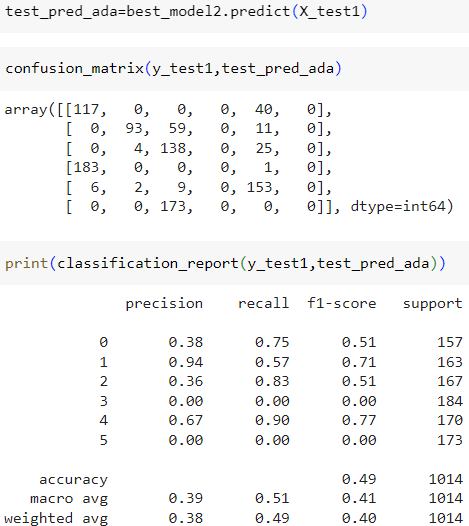 test_pred_ada=best_model2.predict(X_test1)
confusion_matrix(y_test1,test_pred_ada)
array([[117,   0,   0,   0,  40,   0],
       [  0,  93,  59,   0,  11,   0],
       [  0,   4, 138,   0,  25,   0],
       [183,   0,   0,   0,   1,   0],
       [  6,   2,   9,   0, 153,   0],
       [  0,   0, 173,   0,   0,   0]], dtype=int64)
print(classification_report(y_test1,test_pred_ada))
              precision    recall  f1-score   support
           0       0.38      0.75      0.51       157
           1       0.94      0.57      0.71       163
           2       0.36      0.83      0.51       167
           3       0.00      0.00      0.00       184
           4       0.67      0.90      0.77       170
           5       0.00      0.00      0.00       173
    accuracy                           0.49      1014
   macro avg       0.39      0.51      0.41      1014
weighted avg       0.38      0.49      0.40      1014